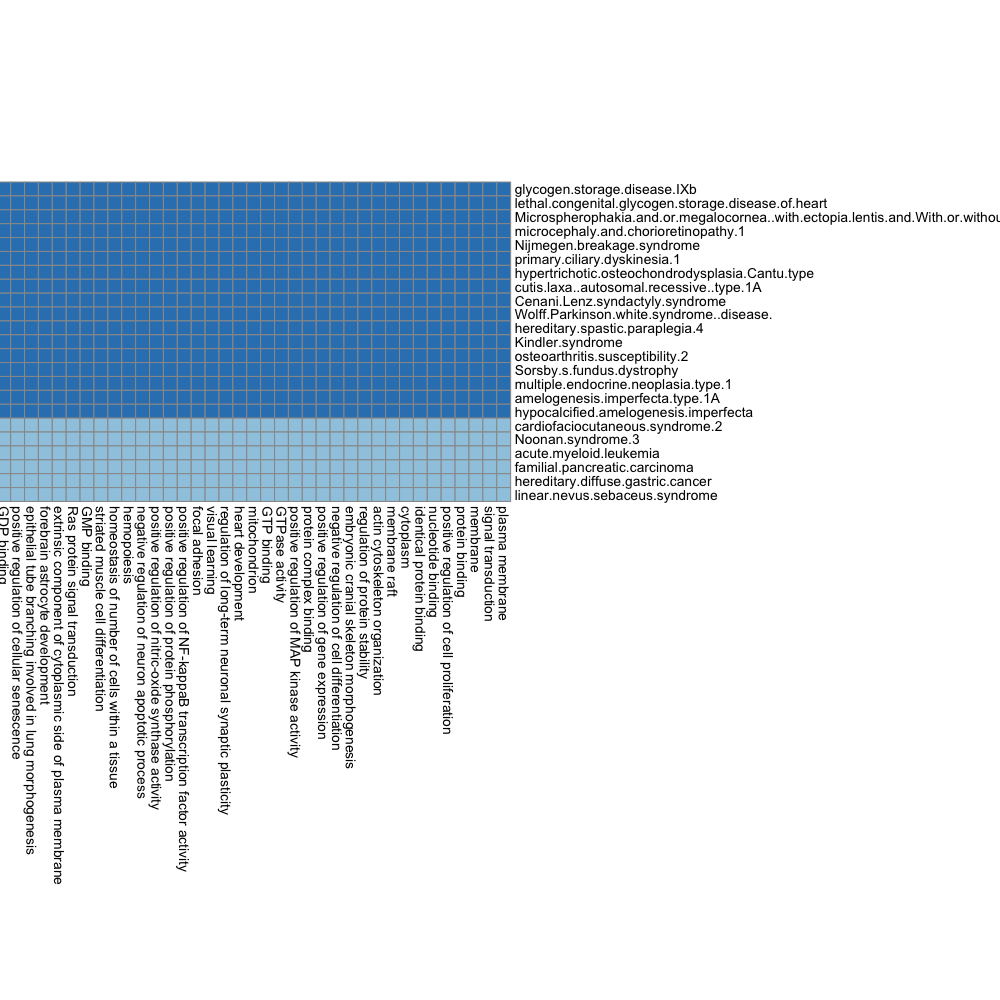 glycogen.storage.disease.IXb
lethal.congenital.glycogen.storage.disease.of.heart
Microspherophakia.and.or.megalocornea..with.ectopia.lentis.and.With.or.withou
microcephaly.and.chorioretinopathy.1
Nijmegen.breakage.syndrome
primary.ciliary.dyskinesia.1
hypertrichotic.osteochondrodysplasia.Cantu.type
cutis.laxa..autosomal.recessive..type.1A
Cenani.Lenz.syndactyly.syndrome
Wolff.Parkinson.white.syndrome..disease.
hereditary.spastic.paraplegia.4
Kindler.syndrome
osteoarthritis.susceptibility.2
Sorsby.s.fundus.dystrophy
multiple.endocrine.neoplasia.type.1
amelogenesis.imperfecta.type.1A
hypocalcified.amelogenesis.imperfecta
cardiofaciocutaneous.syndrome.2
Noonan.syndrome.3
acute.myeloid.leukemia
familial.pancreatic.carcinoma
hereditary.diffuse.gastric.cancer
linear.nevus.sebaceus.syndrome
GDP binding
positive regulation of cellular senescence
epithelial tube branching involved in lung morphogenesis
forebrain astrocyte development
extrinsic component of cytoplasmic side of plasma membrane
Ras protein signal transduction
GMP binding
striated muscle cell differentiation
homeostasis of number of cells within a tissue
hemopoiesis
negative regulation of neuron apoptotic process
positive regulation of nitric-oxide synthase activity
positive regulation of protein phosphorylation
positive regulation of NF-kappaB transcription factor activity
focal adhesion
visual learning
regulation of long-term neuronal synaptic plasticity
heart development
mitochondrion
GTP binding
GTPase activity
positive regulation of MAP kinase activity
protein complex binding
positive regulation of gene expression
negative regulation of cell differentiation
embryonic cranial skeleton morphogenesis
regulation of protein stability
actin cytoskeleton organization
membrane raft
cytoplasm
identical protein binding
nucleotide binding
positive regulation of cell proliferation
protein binding
membrane
signal transduction
plasma membrane